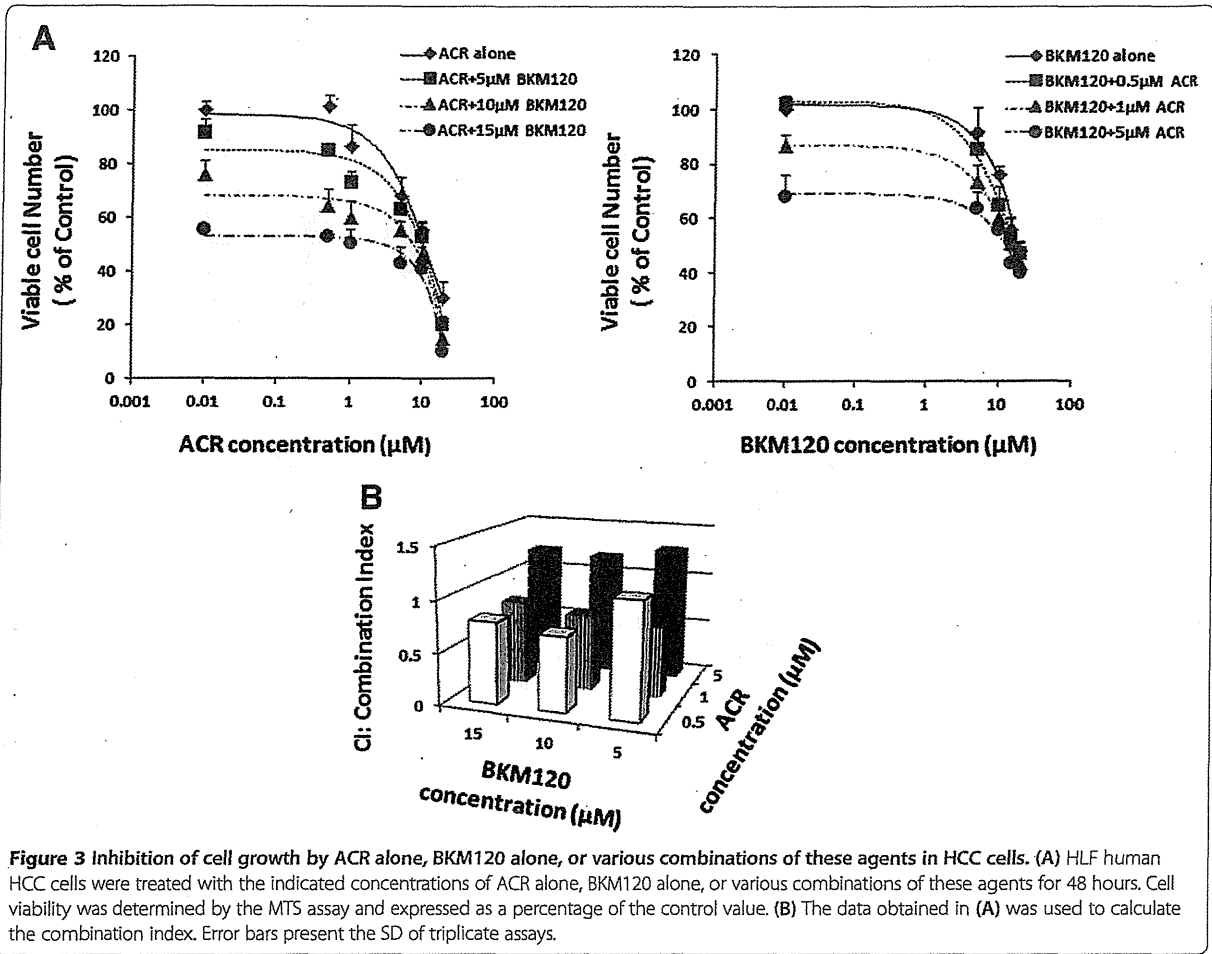 A
120
100
80
60
40
20
0
0.001 0.01 0.1 1 10 100
Viable cell Number
( % of Control)
ACR concentration (μM)
ACR alone
ACR+5μM BKM120
ACR+10μM BKM120
ACR+15μM BKM120
120
100
80
60
40
20
0
0.001 0.01 0.1 1 10 100
Viable cell Number
( % of Control)
BKM120 concentration (μM)
BKM120 alone
BKM120+0.5μM ACR
BKM120+1μM ACR
BKM120+5μM ACR
B
CI: Combination Index
1.5
1
0.5
0
15 10 5
BKM120
concentration (μM)
5
1
0.5
ACR
concentration (μM)
Figure 3 Inhibition of cell growth by ACR alone, BKM120 alone, or various combinations of these agents in HCC cells. (A) HLF human
HCC cells were treated with the indicated concentrations of ACR alone, BKM120 alone, or various combinations of these agents for 48 hours. Cell
viability was determined by the MTS assay and expressed as a percentage of the control value. (B) The data obtained in (A) was used to calculate
the combination index. Error bars present the SD of triplicate assays.